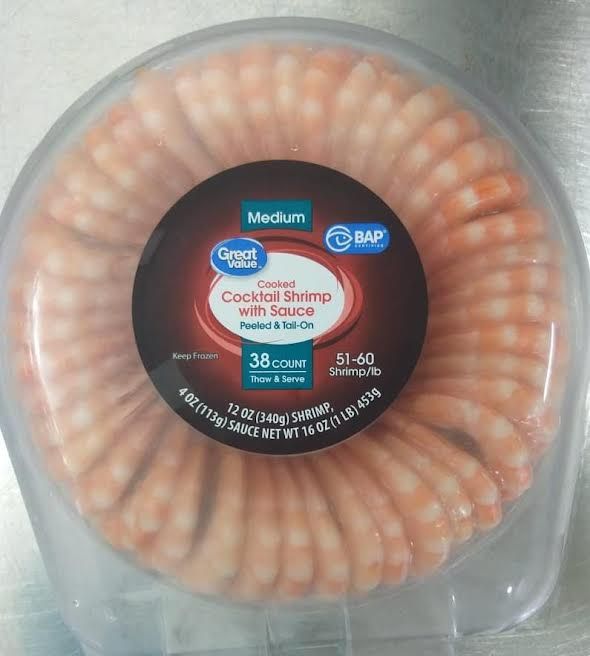 Medium
BAP
CERTIFIED
Great
Value
Cooked
Cocktail Shrimp
with Sauce
Peeled & Tail-On
Keep Frozen
38 COUNT
Thaw & Serve
51-60
Shrimp/lb
12 OZ (340g) SHRIMP,
4 OZ (113g) SAUCE NET WT 16 OZ (1 LB) 453g